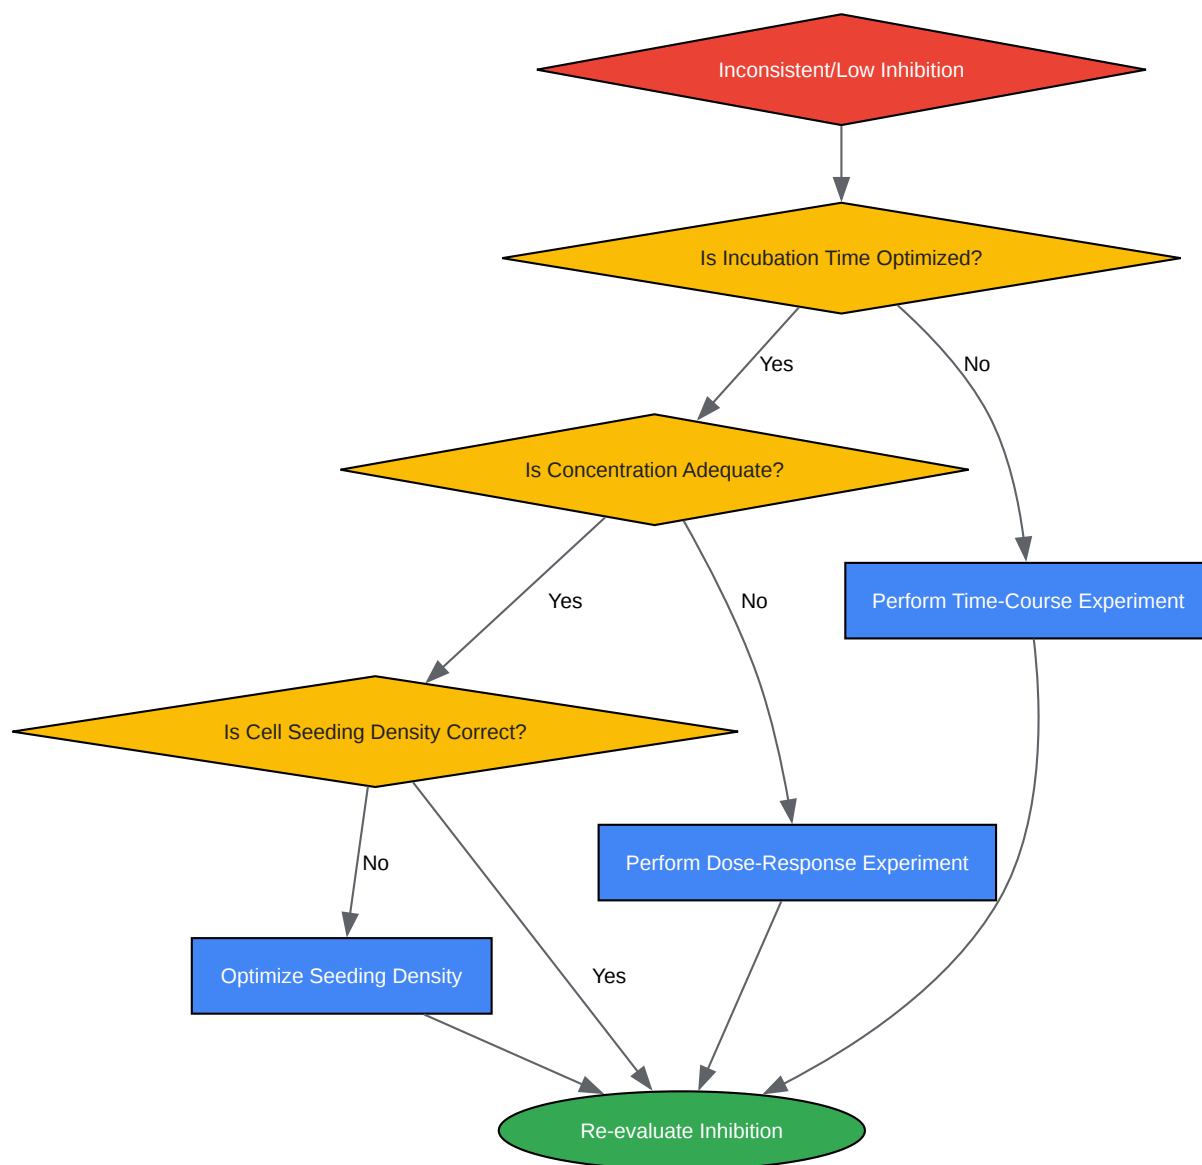 Inconsistent/Low Inhibition
Is Incubation Time Optimized?
Yes
No
Is Concentration Adequate?
Yes
No
Perform Time-Course Experiment
Is Cell Seeding Density Correct?
No
Perform Dose-Response Experiment
Optimize Seeding Density
Yes
Re-evaluate Inhibition